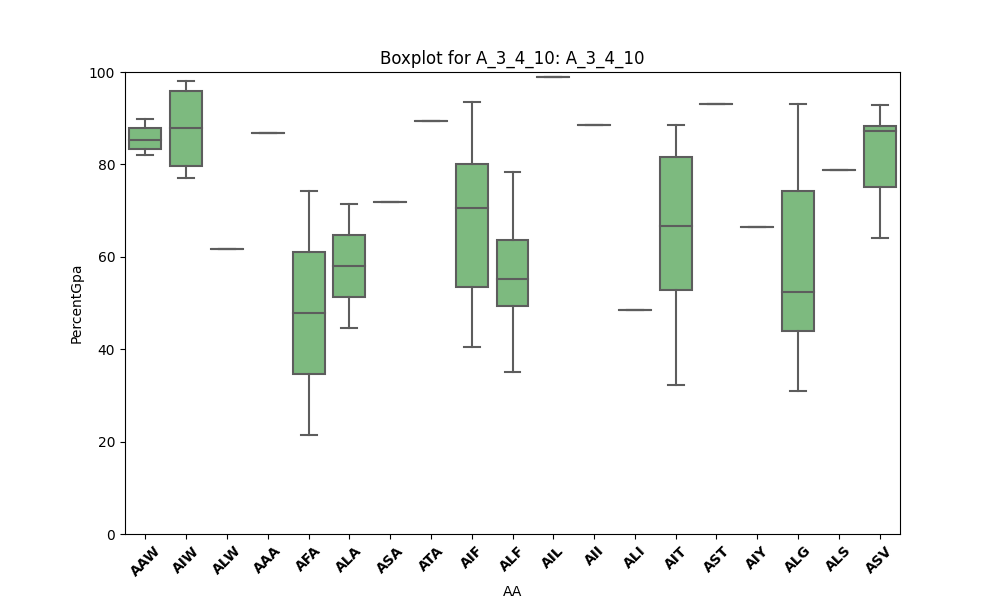 Boxplot for A_3_4_10: A_3_4_10
100
80
60
40
20
0
PercentGpa
AAW AIW ALW AAA AFA ALA ASA ATA AIF ALF AIL AII ALI AIT AST AIY ALG ALS ASV
AA